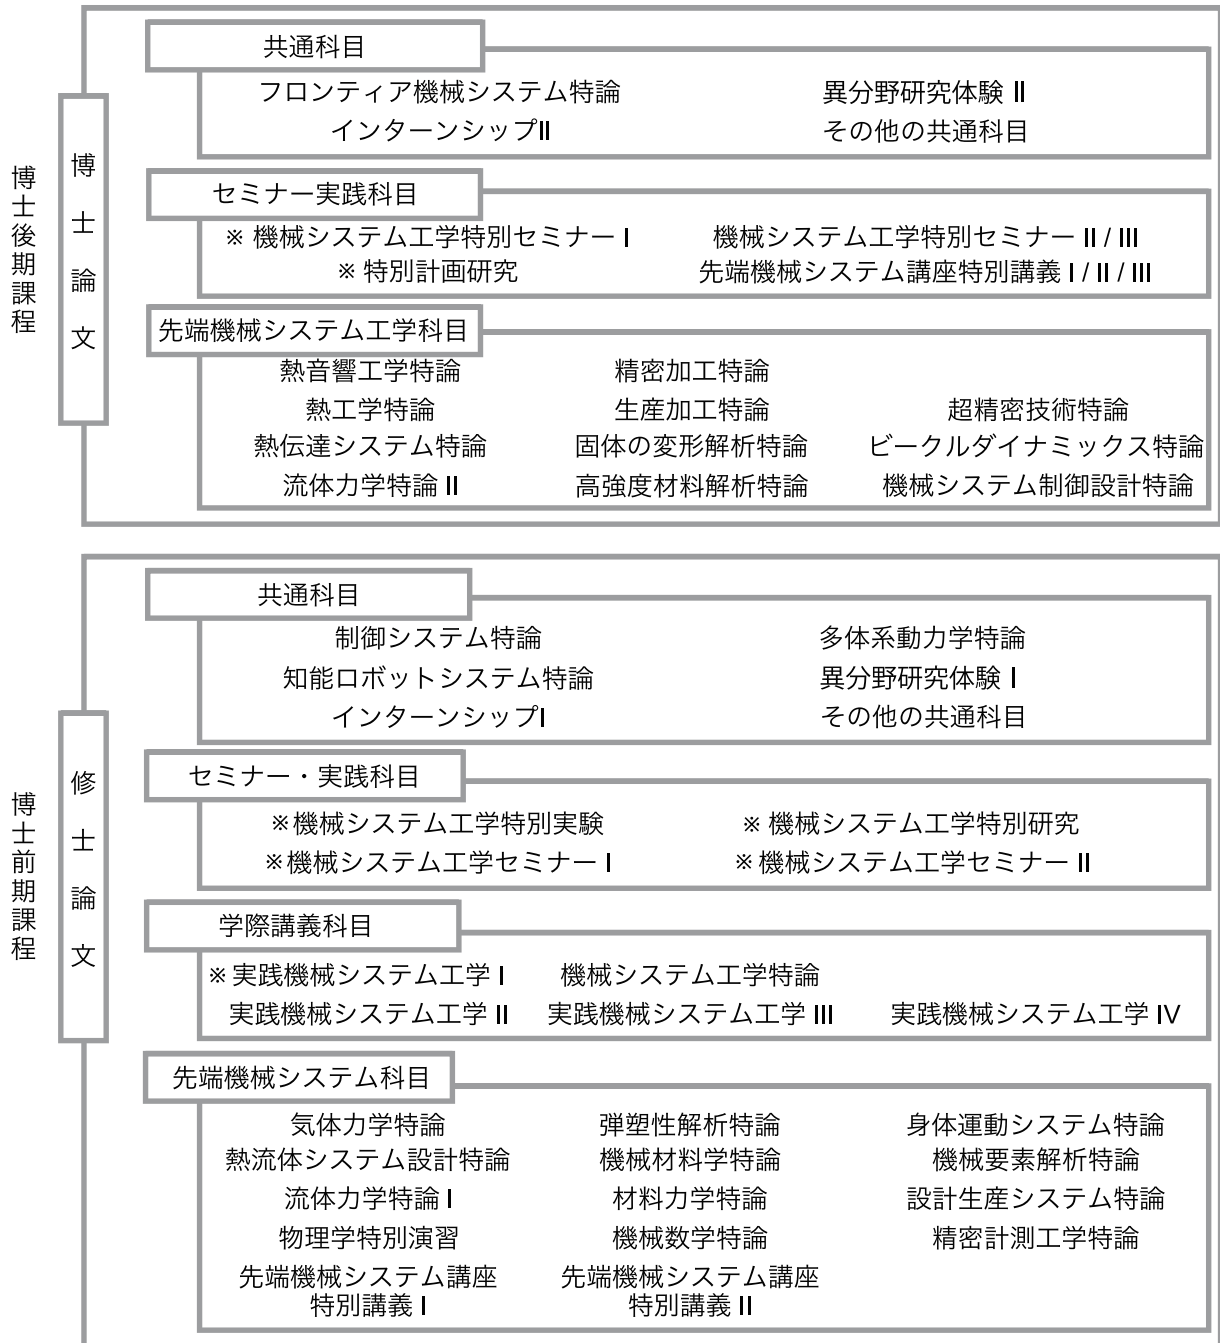 博士後期課程
博士論文
共通科目
フロンティア機械システム特論 異分野研究体験 II
インターンシップII その他の共通科目
セミナー実践科目
※ 機械システム工学特別セミナー I 機械システム工学特別セミナー II / III
※ 特別計画研究 先端機械システム講座特別講義 I / II / III
先端機械システム工学科目
熱音響工学特論 精密加工特論
熱工学特論 生産加工特論 超精密技術特論
熱伝達システム特論 固体の変形解析特論 ビークルダイナミックス特論
流体力学特論 II 高強度材料解析特論 機械システム制御設計特論
博士前期課程
修士論文
共通科目
制御システム特論 多体系動力学特論
知能ロボットシステム特論 異分野研究体験 I
インターンシップI その他の共通科目
セミナー・実践科目
※機械システム工学特別実験 ※ 機械システム工学特別研究
※機械システム工学セミナー I ※機械システム工学セミナー II
学際講義科目
※ 実践機械システム工学 I 機械システム工学特論
実践機械システム工学 II 実践機械システム工学 III 実践機械システム工学 IV
先端機械システム科目
気体力学特論 弾塑性解析特論 身体運動システム特論
熱流体システム設計特論 機械材料学特論 機械要素解析特論
流体力学特論 I 材料力学特論 設計生産システム特論
物理学特別演習 機械数学特論 精密計測工学特論
先端機械システム講座 先端機械システム講座
特別講義 I 特別講義 II